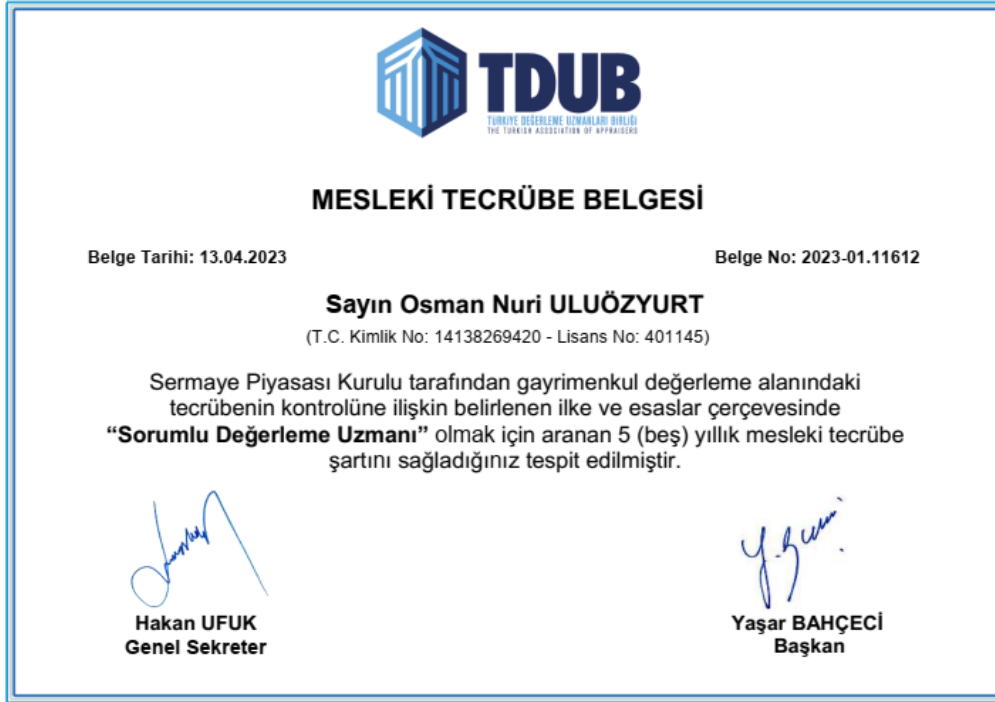 TDUB
TÜRKİYE DEĞERLEME UZMANLARI BİRLİĞİ
THE TURKISH ASSOCIATION OF APPRAISERS
MESLEKİ TECRÜBE BELGESİ
Belge Tarihi: 13.04.2023 Belge No: 2023-01.11612
Sayın Osman Nuri ULUÖZYURT
(T.C. Kimlik No: 14138269420 - Lisans No: 401145)
Sermaye Piyasası Kurulu tarafından gayrimenkul değerleme alanındaki
tecrübenin kontrolüne ilişkin belirlenen ilke ve esaslar çerçevesinde
“Sorumlu Değerleme Uzmanı” olmak için aranan 5 (beş) yıllık mesleki tecrübe
şartını sağladığınız tespit edilmiştir.
Hakan UFUK Yaşar BAHÇECİ
Genel Sekreter Başkan